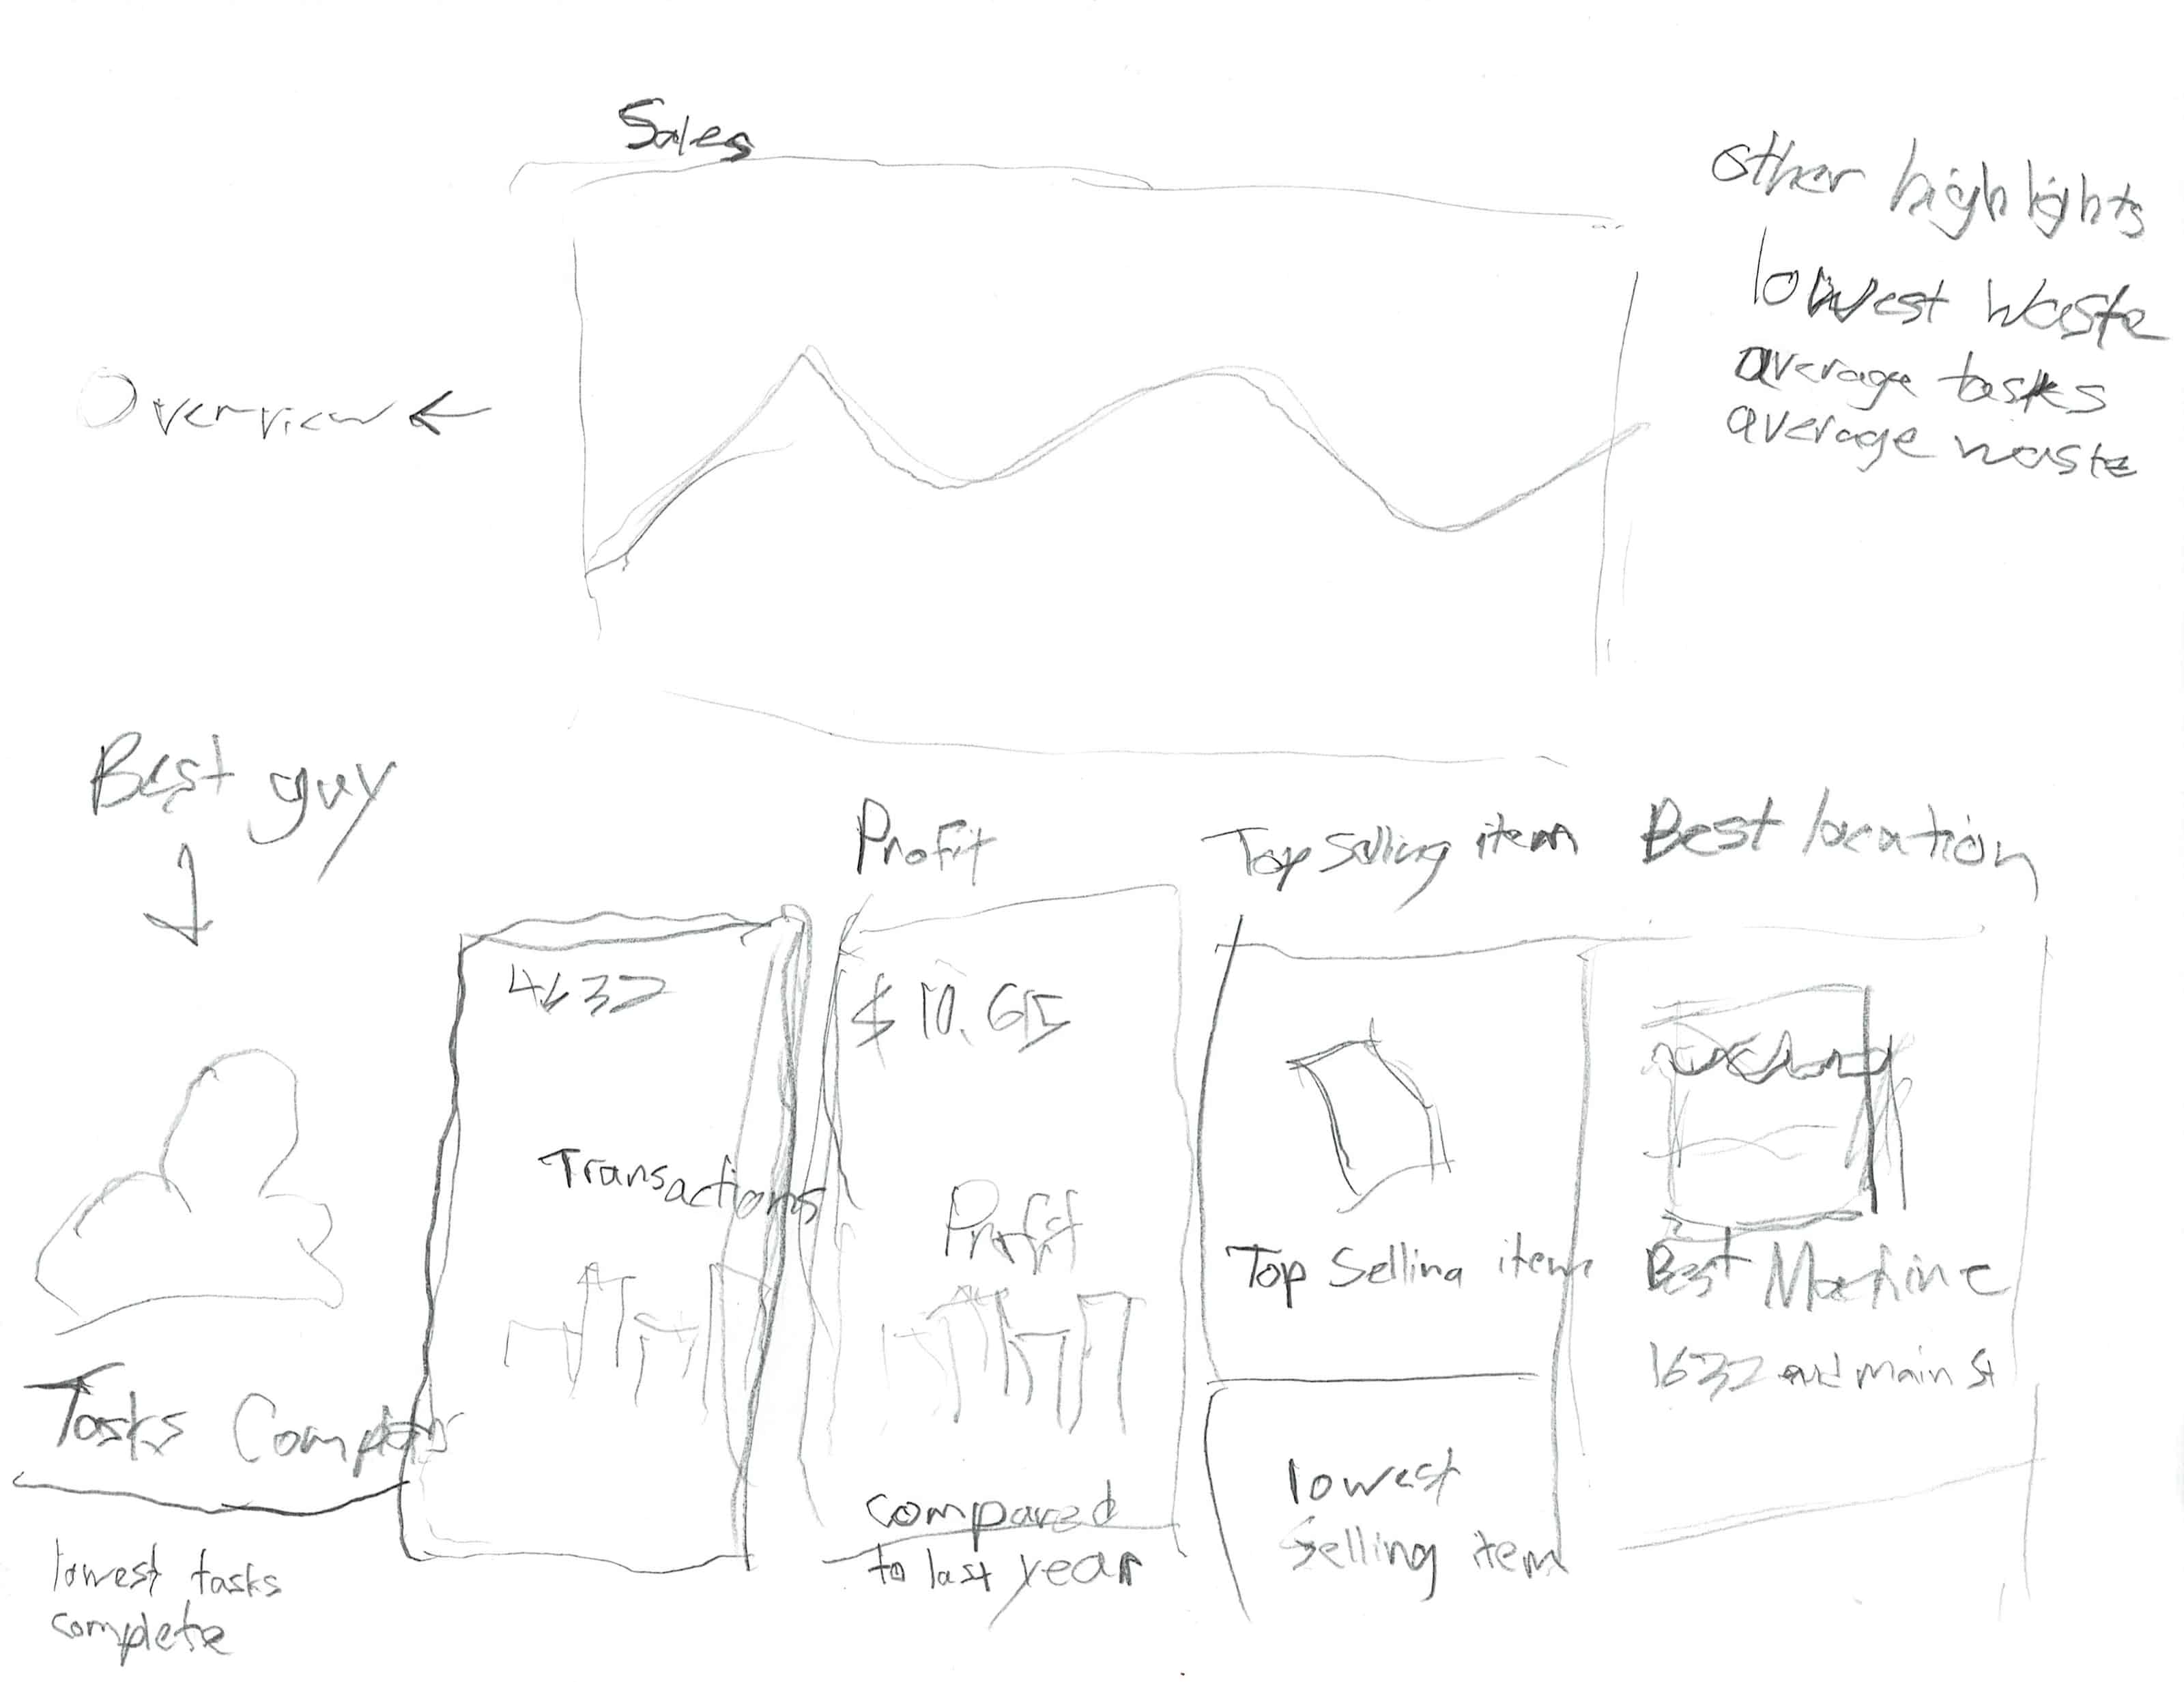 Sales
other highlights
lowest waste
average tasks
average waste
Overview
Best guy
Profit
Top Selling item
Best location
4632
$ 10.65
Transactions
Profit
Top Selling item
Best Machine
1632 and main St
Tasks Complete
compared
to last year
lowest
selling item
lowest tasks
complete